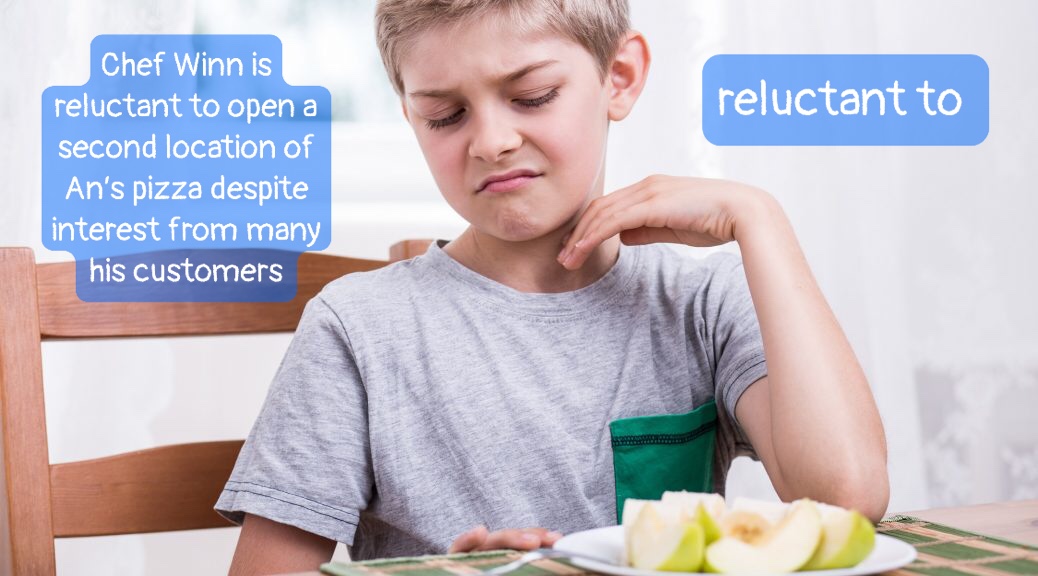 Chef Winn is
reluctant to open a
second location of
An's pizza despite
interest from many
his customers
reluctant to